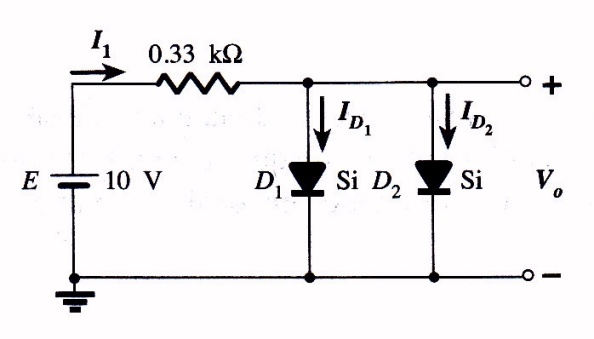 I1 0.33 kΩ
+
ID1 ID2
E 10 V D1 Si D2 Si Vo
−